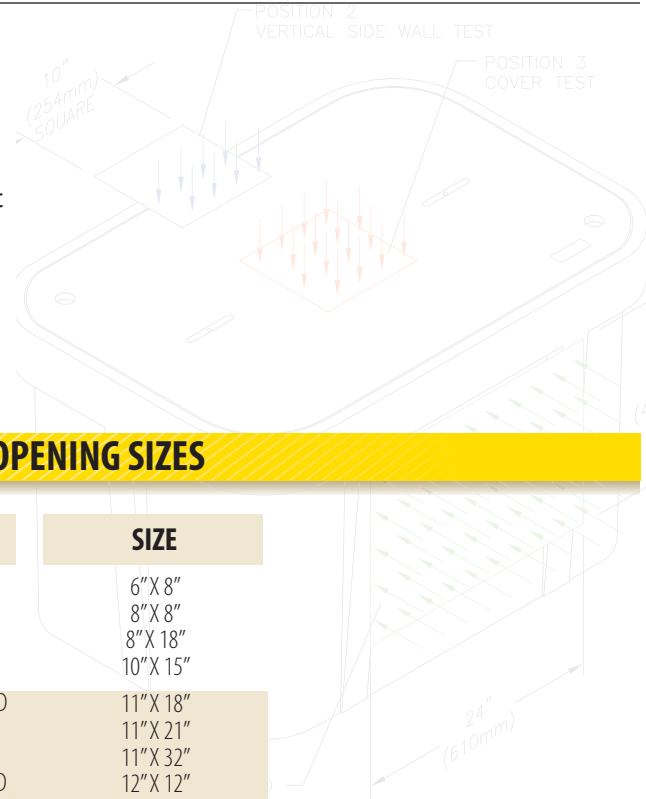 POSITION 2
VERTICAL SIDE WALL TEST
POSITION 3
COVER TEST
10"
(254mm)
SQUARE
OPENING SIZES
SIZE
6" X 8"
8" X 8"
8" X 18"
10" X 15"
11" X 18"
11" X 21"
11" X 32"
12" X 12"
24"
(610mm)